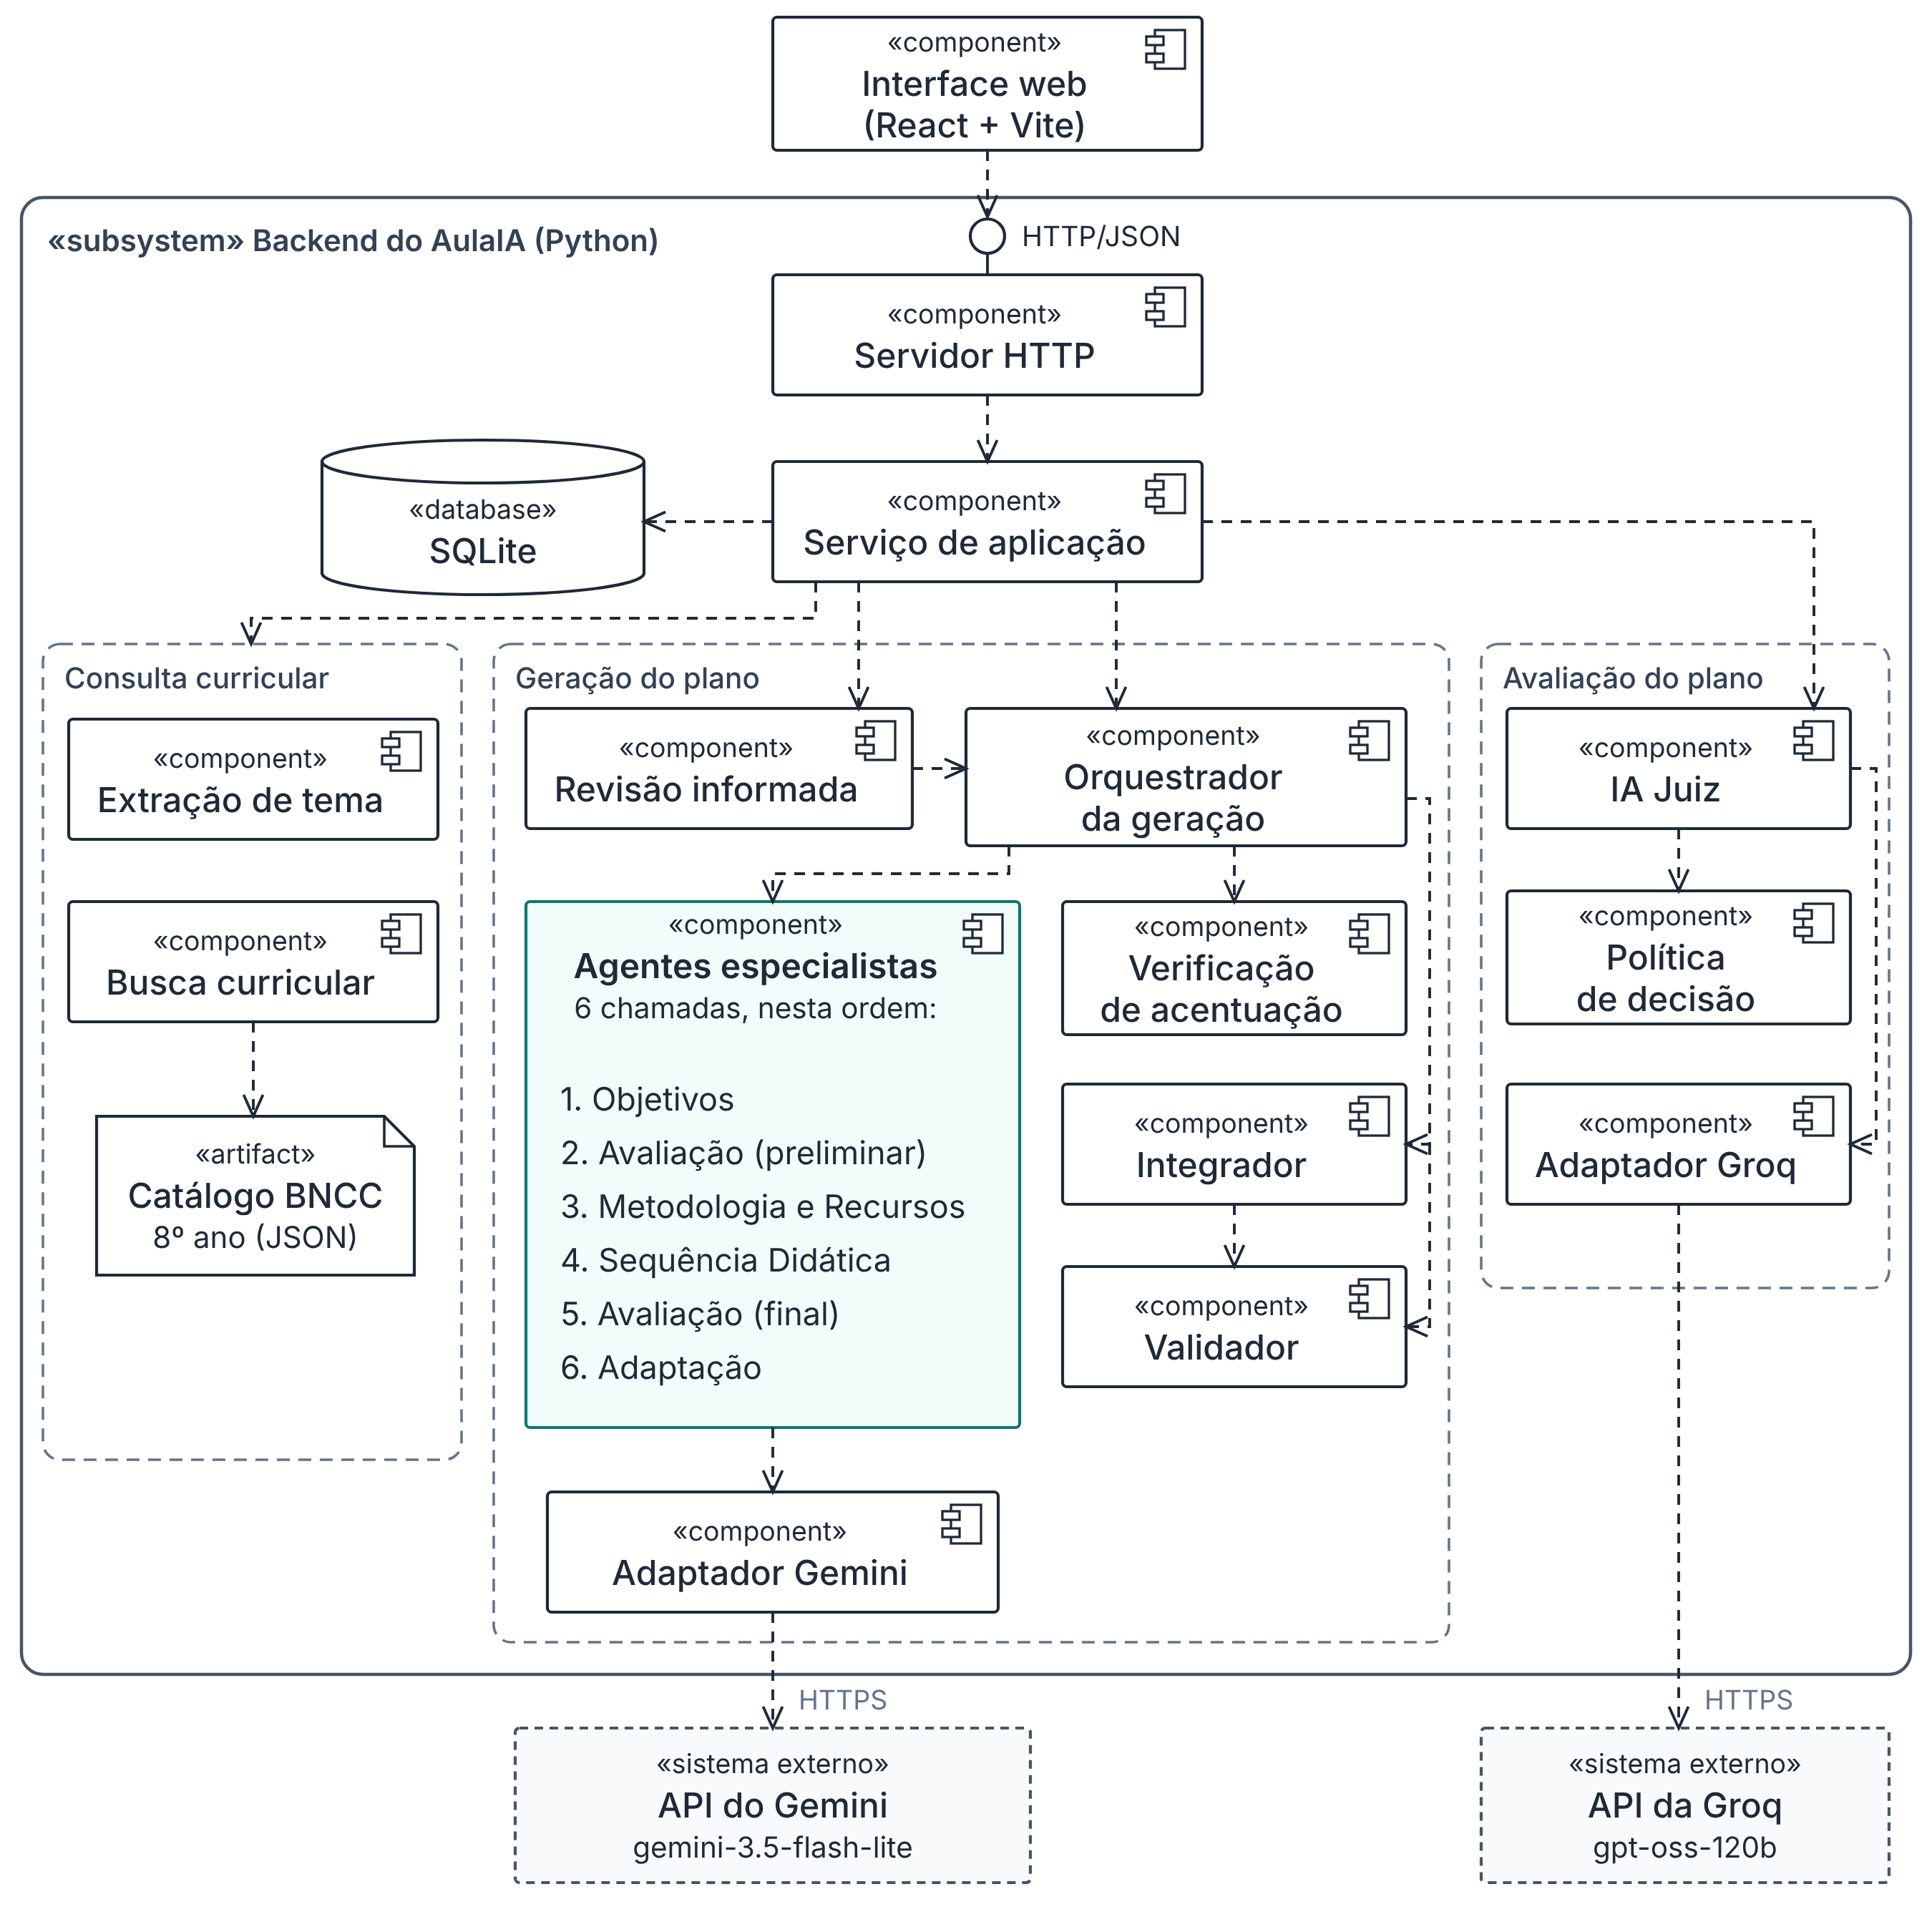 «component»
Interface web
(React + Vite)
«subsystem» Backend do AulaIA (Python)
HTTP/JSON
«component»
Servidor HTTP
«database»
SQLite
«component»
Serviço de aplicação
Consulta curricular
«component»
Extração de tema
«component»
Busca curricular
«artifact»
Catálogo BNCC
8º ano (JSON)
Geração do plano
«component»
Revisão informada
«component»
Orquestrador
da geração
«component»
Agentes especialistas
6 chamadas, nesta ordem:
1. Objetivos
2. Avaliação (preliminar)
3. Metodologia e Recursos
4. Sequência Didática
5. Avaliação (final)
6. Adaptação
«component»
Verificação
de acentuação
«component»
Integrador
«component»
Validador
«component»
Adaptador Gemini
Avaliação do plano
«component»
IA Juiz
«component»
Política
de decisão
«component»
Adaptador Groq
HTTPS
«sistema externo»
API do Gemini
gemini-3.5-flash-lite
HTTPS
«sistema externo»
API da Groq
gpt-oss-120b